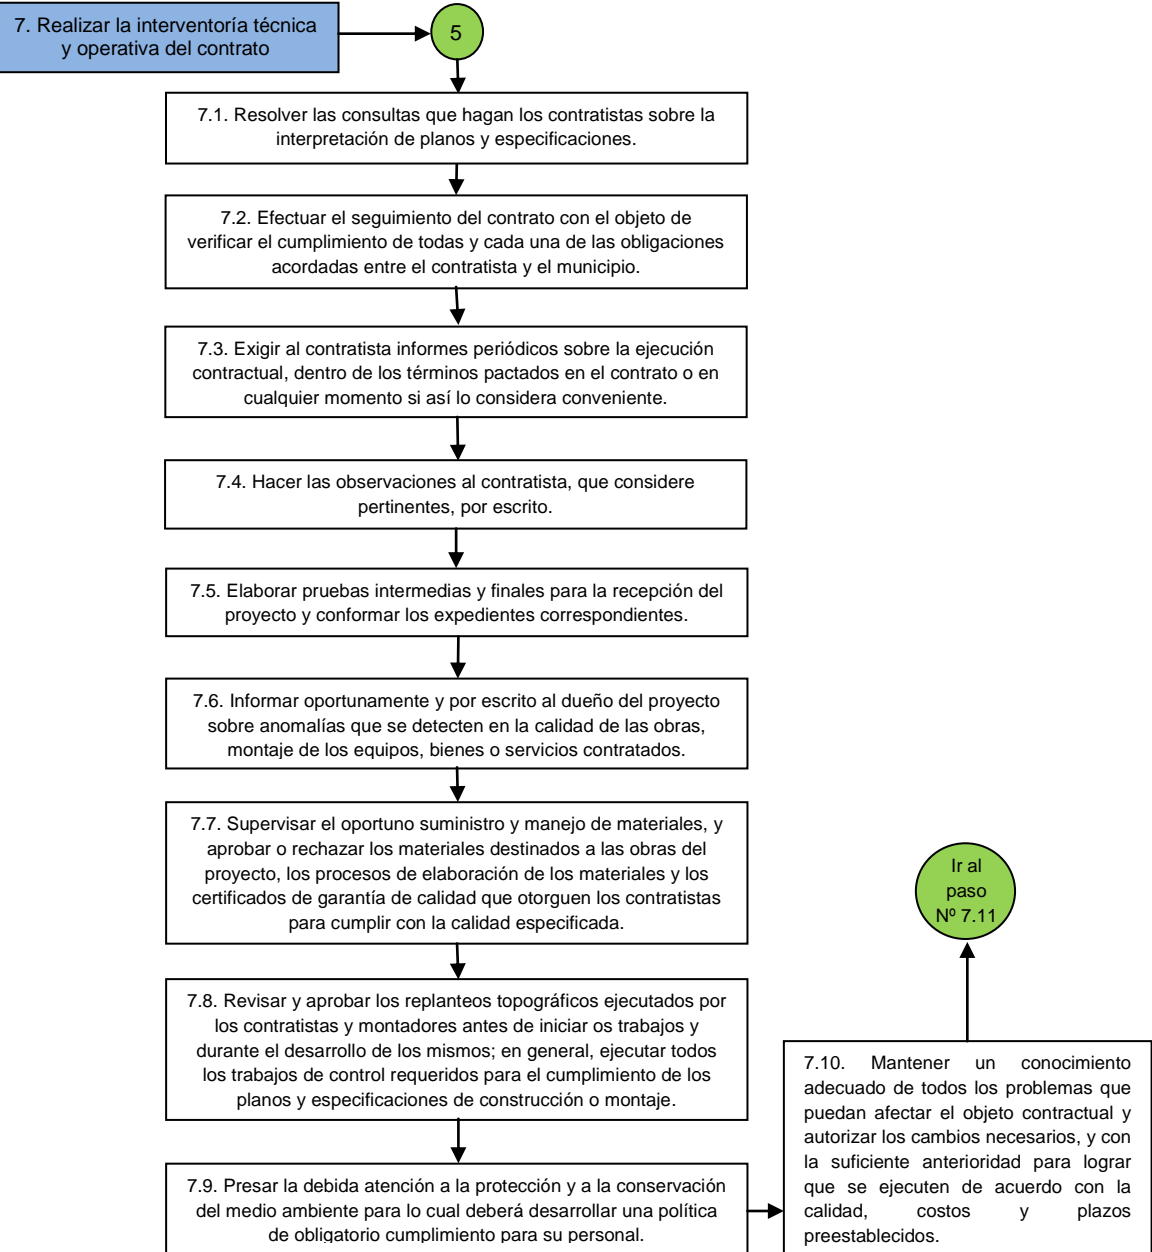 7. Realizar la interventoría técnica
y operativa del contrato
5
7.1. Resolver las consultas que hagan los contratistas sobre la
interpretación de planos y especificaciones.
7.2. Efectuar el seguimiento del contrato con el objeto de
verificar el cumplimiento de todas y cada una de las obligaciones
acordadas entre el contratista y el municipio.
7.3. Exigir al contratista informes periódicos sobre la ejecución
contractual, dentro de los términos pactados en el contrato o en
cualquier momento si así lo considera conveniente.
7.4. Hacer las observaciones al contratista, que considere
pertinentes, por escrito.
7.5. Elaborar pruebas intermedias y finales para la recepción del
proyecto y conformar los expedientes correspondientes.
7.6. Informar oportunamente y por escrito al dueño del proyecto
sobre anomalías que se detecten en la calidad de las obras,
montaje de los equipos, bienes o servicios contratados.
7.7. Supervisar el oportuno suministro y manejo de materiales, y
aprobar o rechazar los materiales destinados a las obras del
proyecto, los procesos de elaboración de los materiales y los
certificados de garantía de calidad que otorguen los contratistas
para cumplir con la calidad especificada.
7.8. Revisar y aprobar los replanteos topográficos ejecutados por
los contratistas y montadores antes de iniciar os trabajos y
durante el desarrollo de los mismos; en general, ejecutar todos
los trabajos de control requeridos para el cumplimiento de los
planos y especificaciones de construcción o montaje.
7.9. Presar la debida atención a la protección y a la conservación
del medio ambiente para lo cual deberá desarrollar una política
de obligatorio cumplimiento para su personal.
7.10. Mantener un conocimiento
adecuado de todos los problemas que
puedan afectar el objeto contractual y
autorizar los cambios necesarios, y con
la suficiente anterioridad para lograr
que se ejecuten de acuerdo con la
calidad, costos y plazos
preestablecidos.
Ir al
paso
Nº 7.11